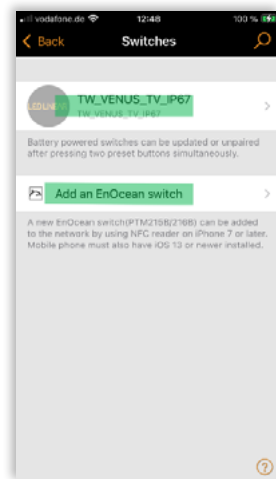 vodafone.de 12:48 100 %
Back Switches
LEDLINEAR
TW_VENUS_TV_IP67
TW_VENUS_TV_IP67
Battery powered switches can be updated or unpaired
after pressing two preset buttons simultaneously.
Add an EnOcean switch
A new EnOcean switch(PTM215B/216B) can be added
to the network by using NFC reader on iPhone 7 or later.
Mobile phone must also have iOS 13 or newer installed.
?